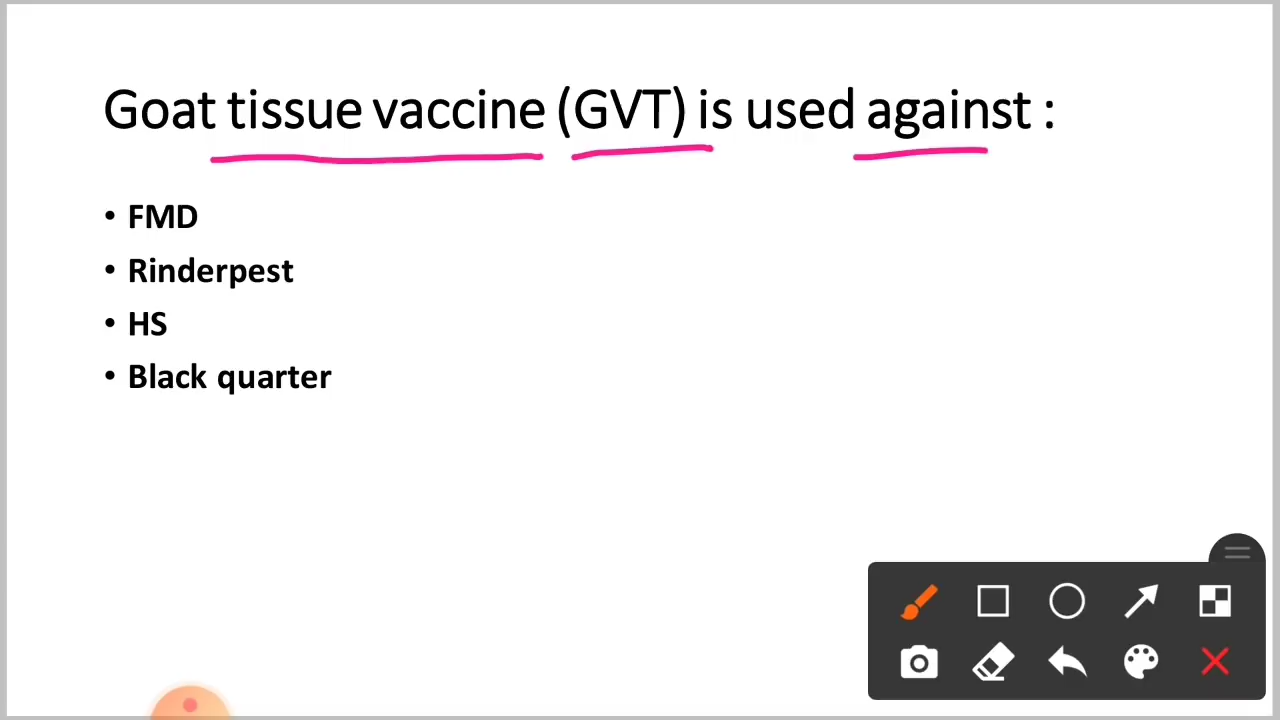 Goat tissue vaccine (GVT) is used against :
• FMD
• Rinderpest
• HS
• Black quarter